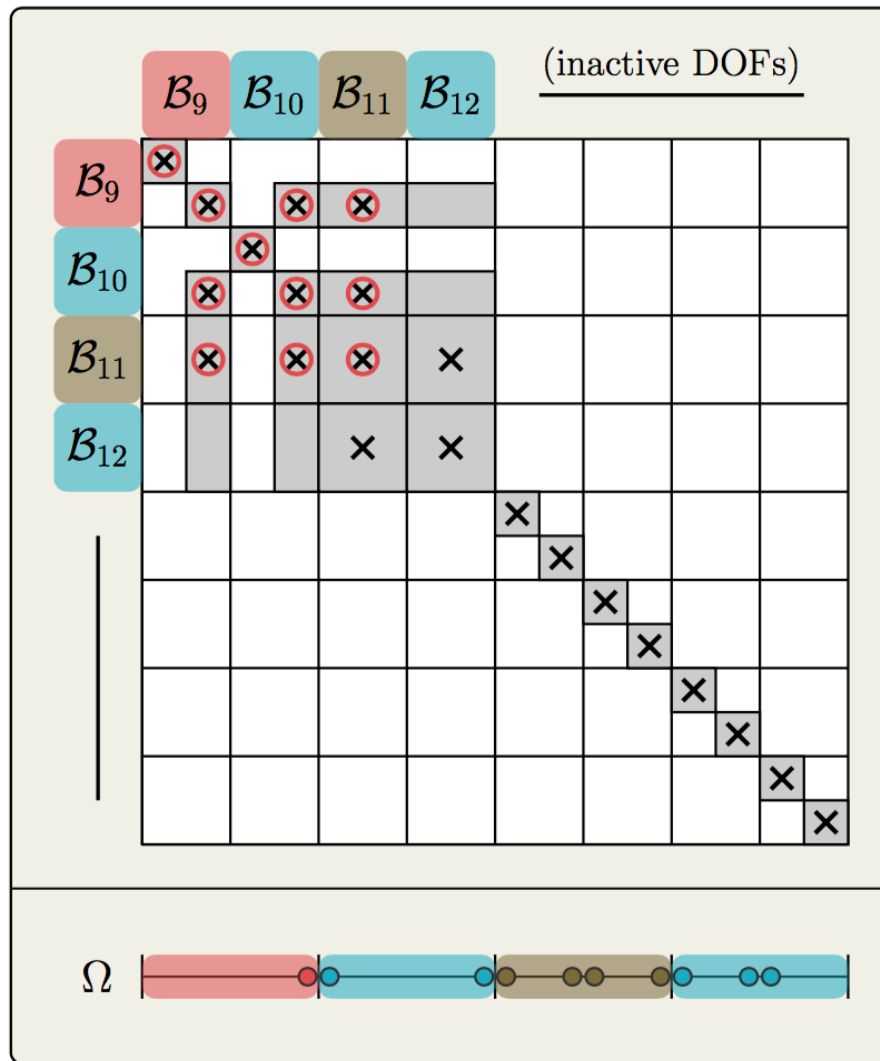 (inactive DOFs)
ℬ₉ ℬ₁₀ ℬ₁₁ ℬ₁₂
ℬ₉
ℬ₁₀
ℬ₁₁
ℬ₁₂
Ω